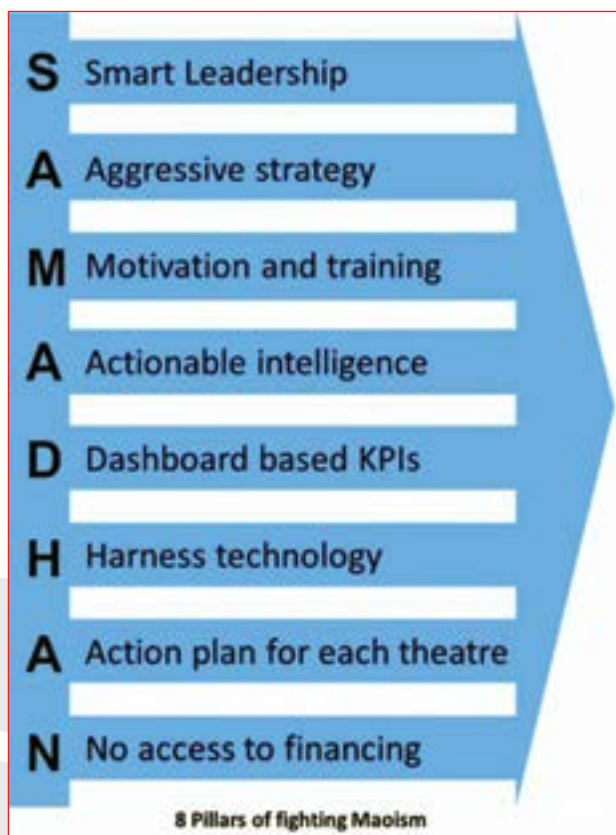 S Smart Leadership
A Aggressive strategy
M Motivation and training
A Actionable intelligence
D Dashboard based KPIs
H Harness technology
A Action plan for each theatre
N No access to financing
8 Pillars of fighting Maoism